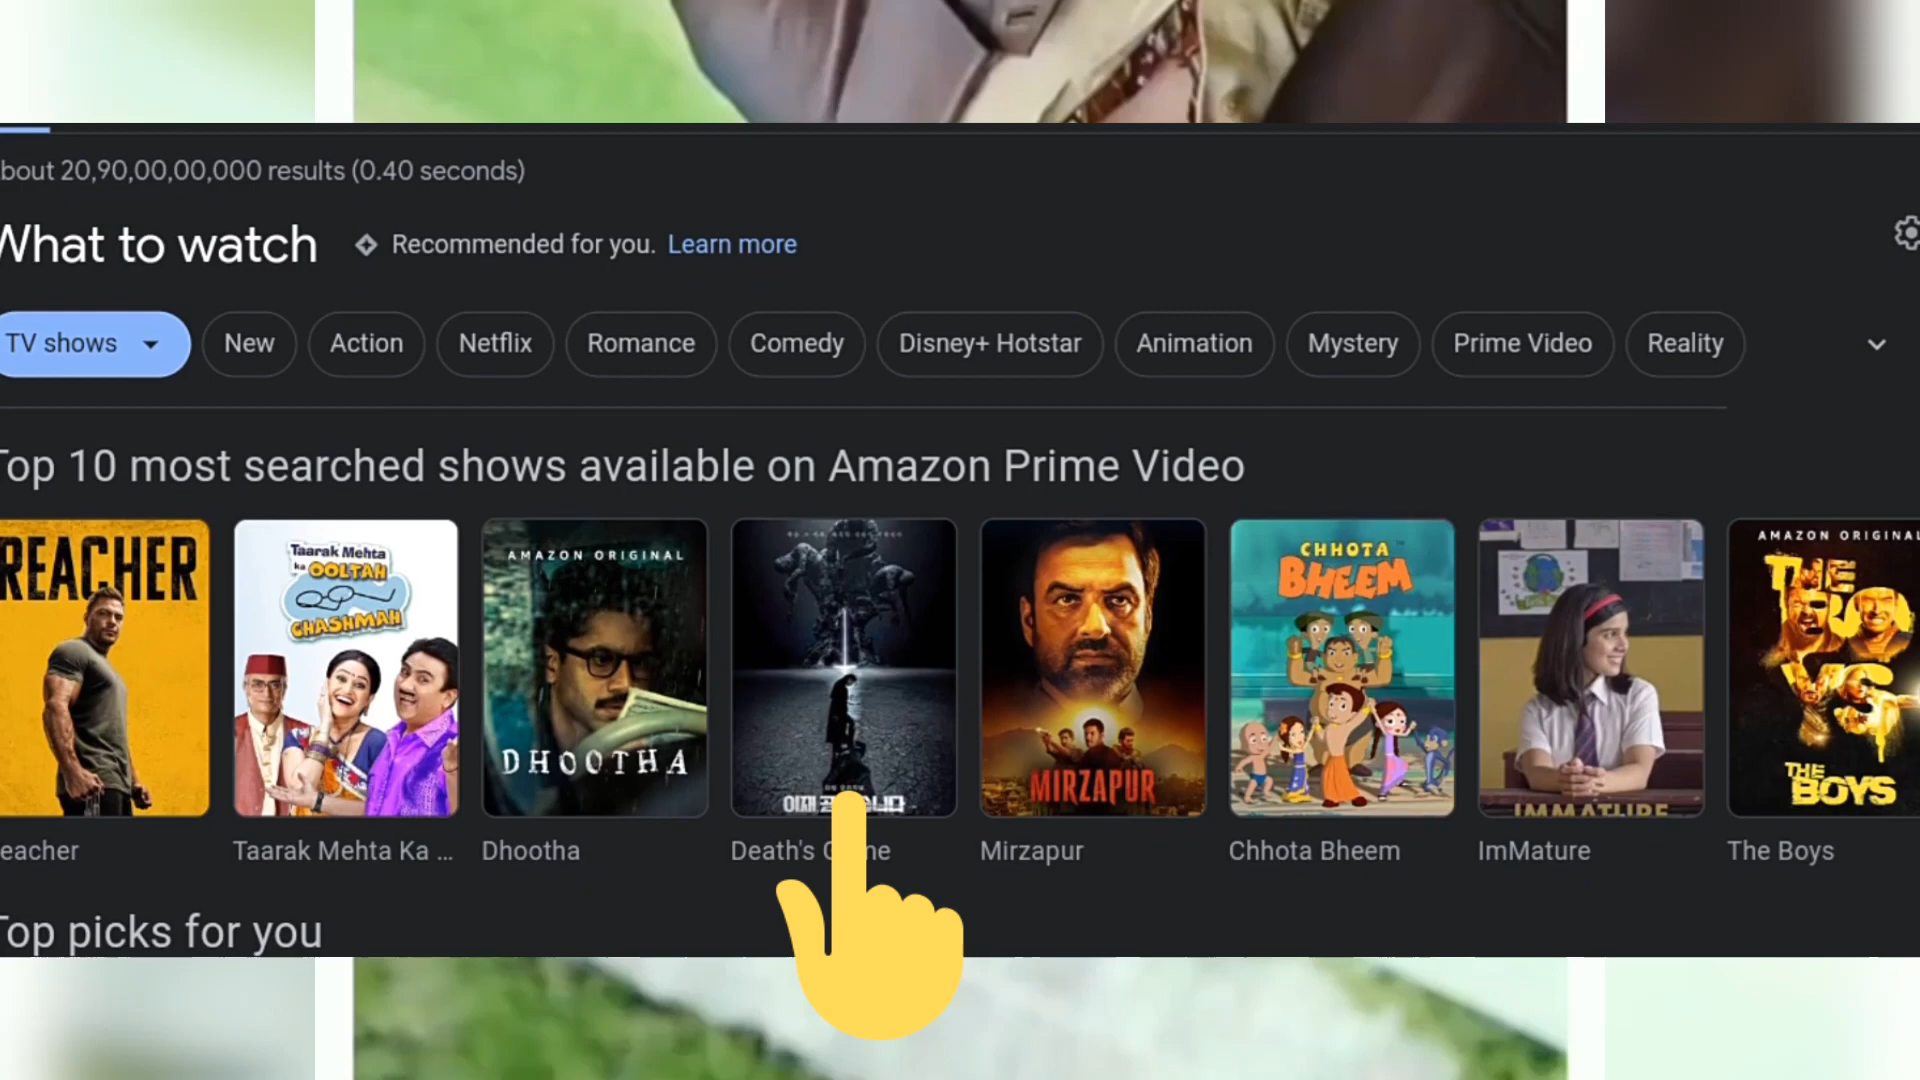 bout 20,90,00,00,000 results (0.40 seconds)
What to watch
Recommended for you. Learn more
TV shows
New
Action
Netflix
Romance
Comedy
Disney+ Hotstar
Animation
Mystery
Prime Video
Reality
Top 10 most searched shows available on Amazon Prime Video
REACHER
Taarak Mehta
ka OOLTAH
CHASHMAH
AMAZON ORIGINAL
DHOOTHA
MIRZAPUR
CHHOTA
BHEEM
IMMATURE
AMAZON ORIGINAL
THE
BOYS
eacher
Taarak Mehta Ka ...
Dhootha
Death's
Mirzapur
Chhota Bheem
ImMature
The Boys
Top picks for you